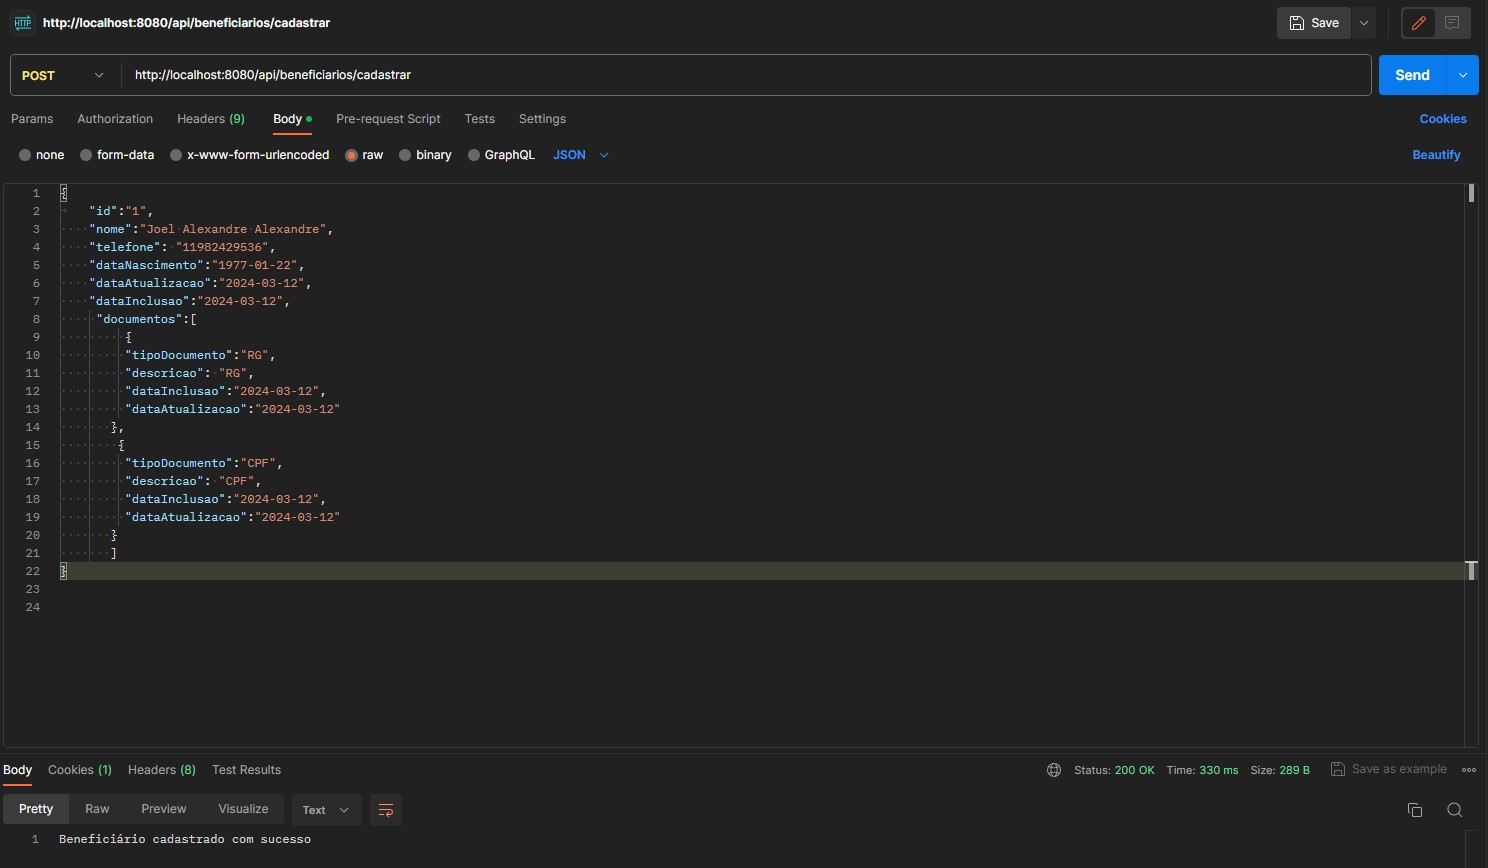 HTTP http://localhost:8080/api/beneficiarios/cadastrar Save
POST http://localhost:8080/api/beneficiarios/cadastrar Send
Params Authorization Headers (9) Body Pre-request Script Tests Settings Cookies
none form-data x-www-form-urlencoded raw binary GraphQL JSON Beautify
1 {
2 "id":"1",
3 "nome":"Joel Alexandre Alexandre",
4 "telefone": "11982429536",
5 "dataNascimento":"1977-01-22",
6 "dataAtualizacao":"2024-03-12",
7 "dataInclusao":"2024-03-12",
8 "documentos":[
9 {
10 "tipoDocumento":"RG",
11 "descricao": "RG",
12 "dataInclusao":"2024-03-12",
13 "dataAtualizacao":"2024-03-12"
14 },
15 {
16 "tipoDocumento":"CPF",
17 "descricao": "CPF",
18 "dataInclusao":"2024-03-12",
19 "dataAtualizacao":"2024-03-12"
20 }
21 ]
22 }
23
24
Body Cookies (1) Headers (8) Test Results Status: 200 OK Time: 330 ms Size: 289 B Save as example
Pretty Raw Preview Visualize Text
1 Beneficiário cadastrado com sucesso